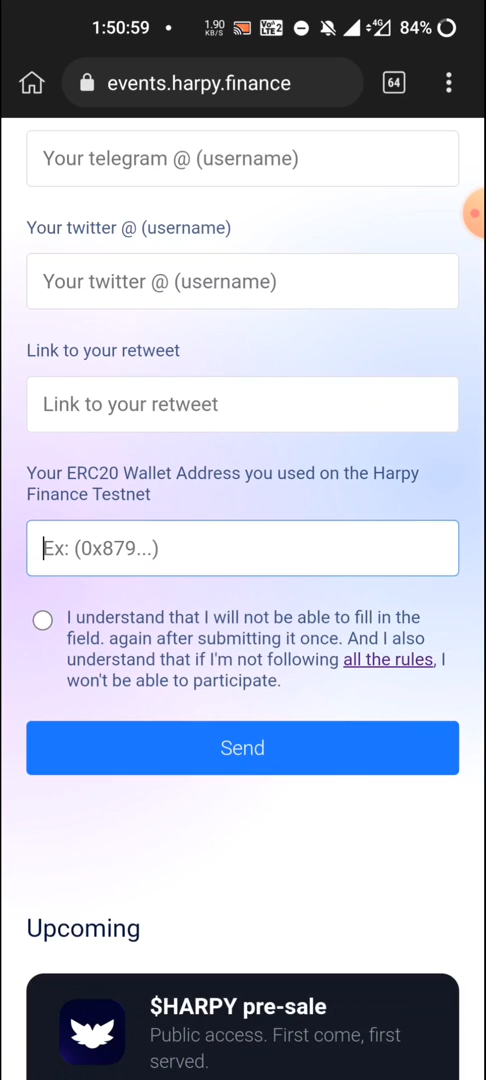 1:50:59 • 1.90 KB/S Vo LTE 2 4G 84%
events.harpy.finance 64
Your telegram @ (username)
Your twitter @ (username)
Your twitter @ (username)
Link to your retweet
Link to your retweet
Your ERC20 Wallet Address you used on the Harpy
Finance Testnet
Ex: (0x879...)
I understand that I will not be able to fill in the
field. again after submitting it once. And I also
understand that if I'm not following all the rules, I
won't be able to participate.
Send
Upcoming
$HARPY pre-sale
Public access. First come, first
served.